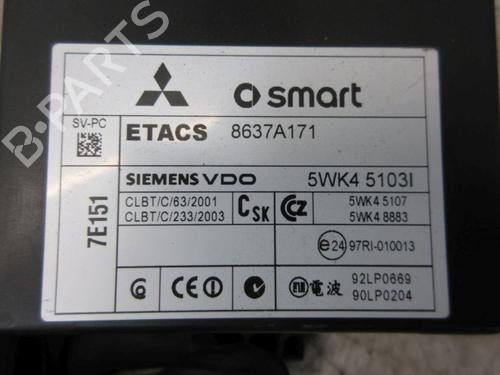 B-PARTS
smart
SV-PC
ETACS 8637A171
7E151
SIEMENS VDO 5WK4 5103I
CLBT/C/63/2001
CLBT/C/233/2003
CSK
5WK4 5107
5WK4 8883
e24 97RI-010013
CE
電波
92LP0669
90LP0204